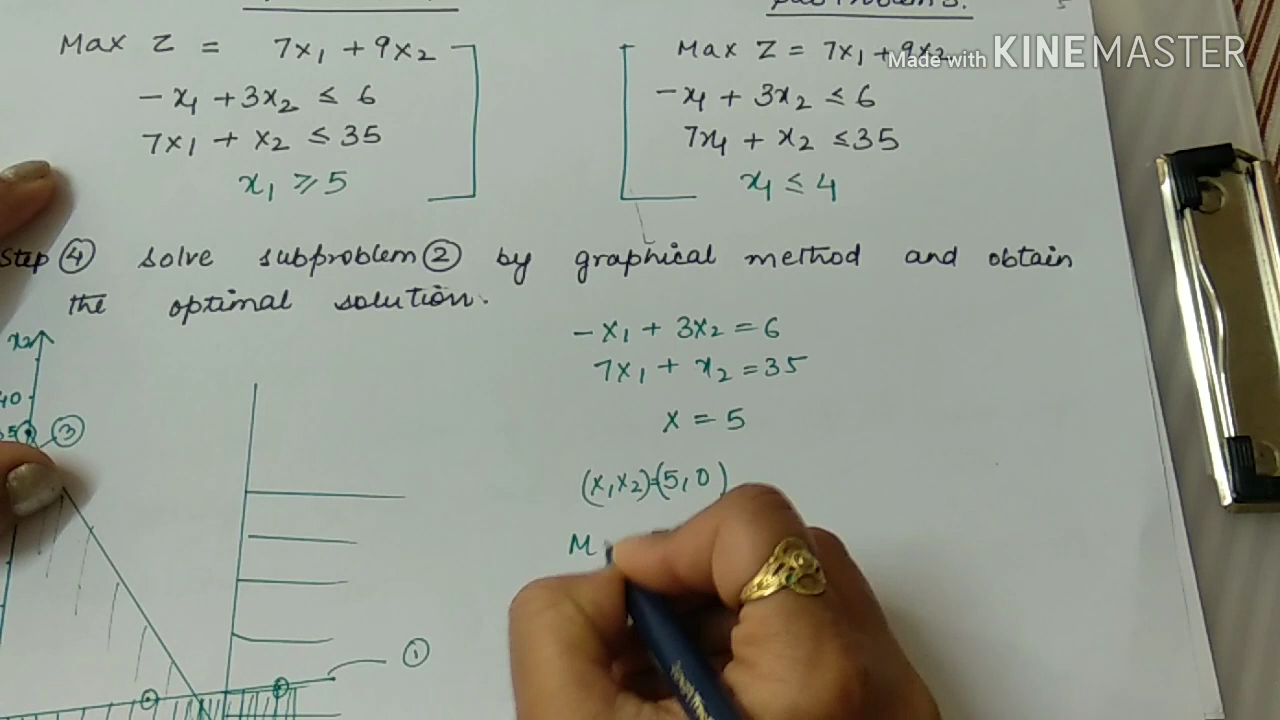 Max Z = 7x₁ + 9x₂
-x₁ + 3x₂ ≤ 6
7x₁ + x₂ ≤ 35
x₁ ≥ 5
Max Z = 7x₁ + 9x₂
-x₁ + 3x₂ ≤ 6
7x₁ + x₂ ≤ 35
x₁ ≤ 4
Made with KINEMASTER
Step ④ solve subproblem ② by graphical method and obtain
the optimal solution.
-x₁ + 3x₂ = 6
7x₁ + x₂ = 35
x = 5
(x₁x₂)=(5,0)
M
x₂
40
③
①